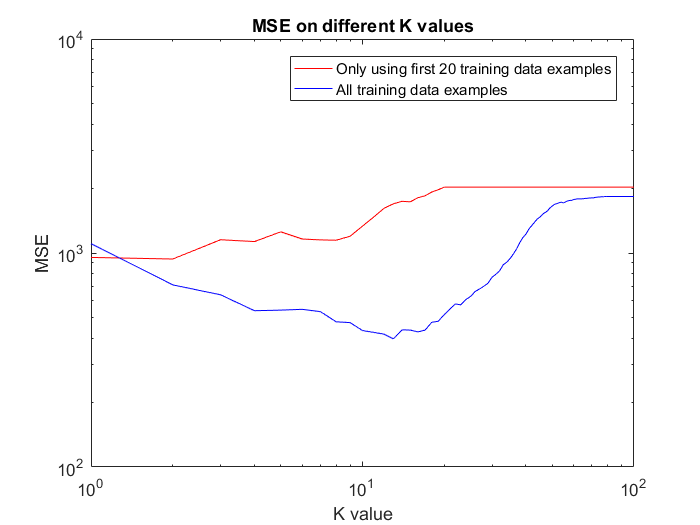 MSE on different K values
10^4
Only using first 20 training data examples
All training data examples
10^3
MSE
10^2
10^0
10^1
10^2
K value